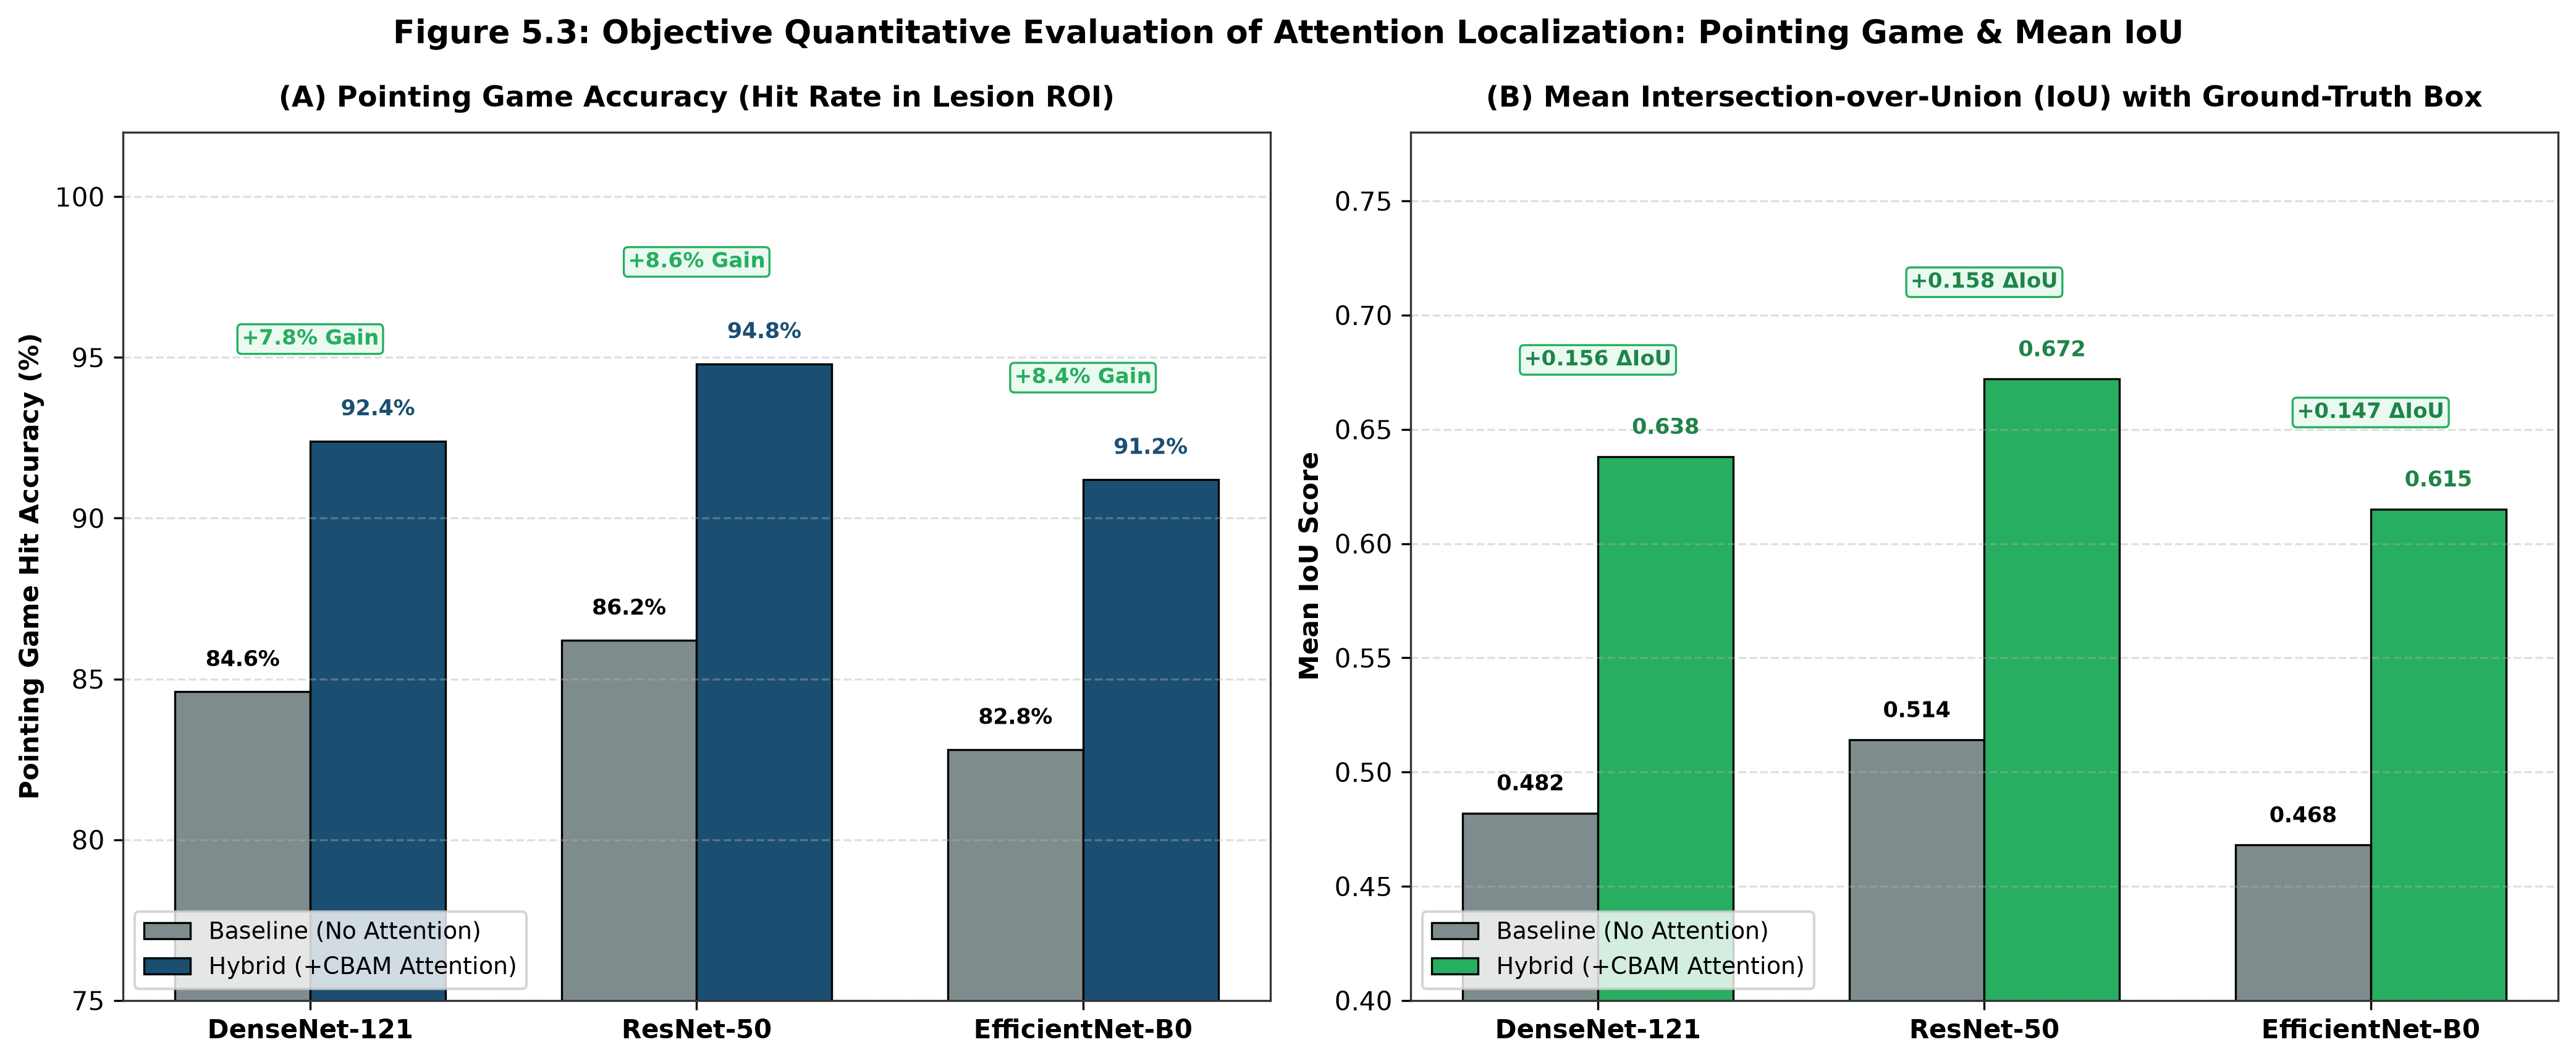 Figure 5.3: Objective Quantitative Evaluation of Attention Localization: Pointing Game & Mean IoU
(A) Pointing Game Accuracy (Hit Rate in Lesion ROI)
Pointing Game Hit Accuracy (%)
100
95
90
85
80
75
+7.8% Gain
+8.6% Gain
+8.4% Gain
84.6%
92.4%
86.2%
94.8%
82.8%
91.2%
Baseline (No Attention)
Hybrid (+CBAM Attention)
DenseNet-121
ResNet-50
EfficientNet-B0
(B) Mean Intersection-over-Union (IoU) with Ground-Truth Box
Mean IoU Score
0.75
0.70
0.65
0.60
0.55
0.50
0.45
0.40
+0.156 ΔIoU
+0.158 ΔIoU
+0.147 ΔIoU
0.482
0.638
0.514
0.672
0.468
0.615
Baseline (No Attention)
Hybrid (+CBAM Attention)
DenseNet-121
ResNet-50
EfficientNet-B0